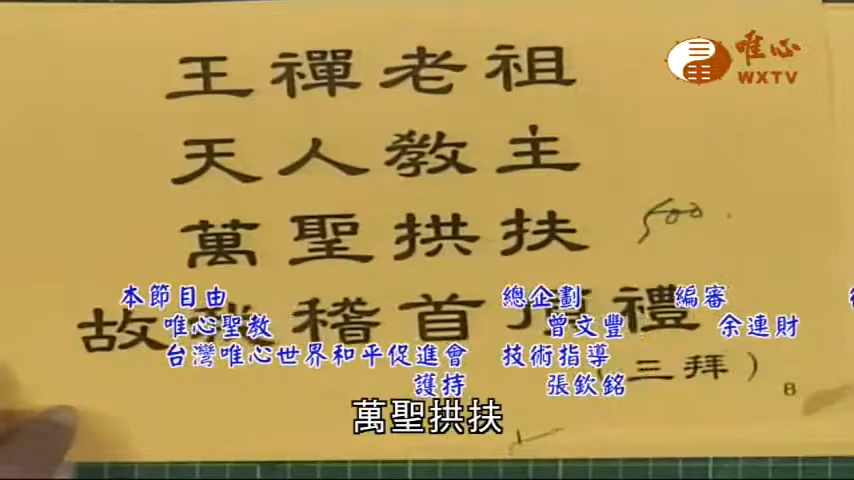 唯心
WXTV
王禪老祖
天人教主
萬聖拱扶
500
故 稽首 禮
三拜）
8
本節目由 總企劃 編審
唯心聖教 曾文豐 余連財
台灣唯心世界和平促進會 技術指導
護持 張欽銘
萬聖拱扶